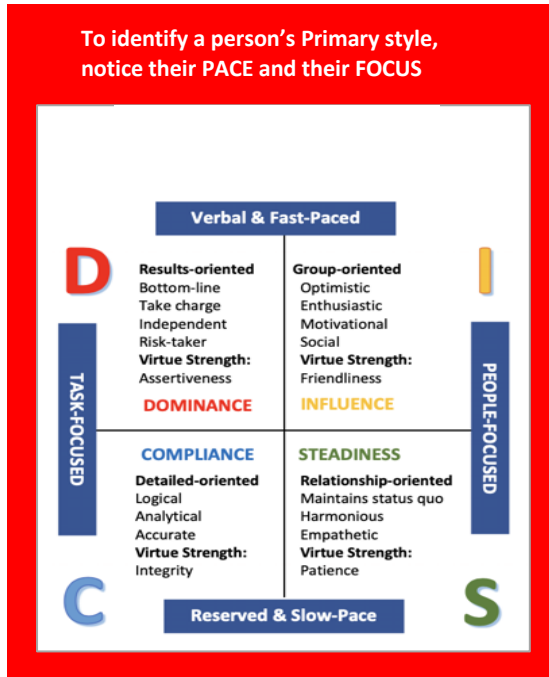 To identify a person's Primary style,
notice their PACE and their FOCUS
Verbal & Fast-Paced
D
Results-oriented
Bottom-line
Take charge
Independent
Risk-taker
Virtue Strength:
Assertiveness
DOMINANCE
I
Group-oriented
Optimistic
Enthusiastic
Motivational
Social
Virtue Strength:
Friendliness
INFLUENCE
TASK-FOCUSED
PEOPLE-FOCUSED
COMPLIANCE
Detailed-oriented
Logical
Analytical
Accurate
Virtue Strength:
Integrity
C
STEADINESS
Relationship-oriented
Maintains status quo
Harmonious
Empathetic
Virtue Strength:
Patience
S
Reserved & Slow-Pace